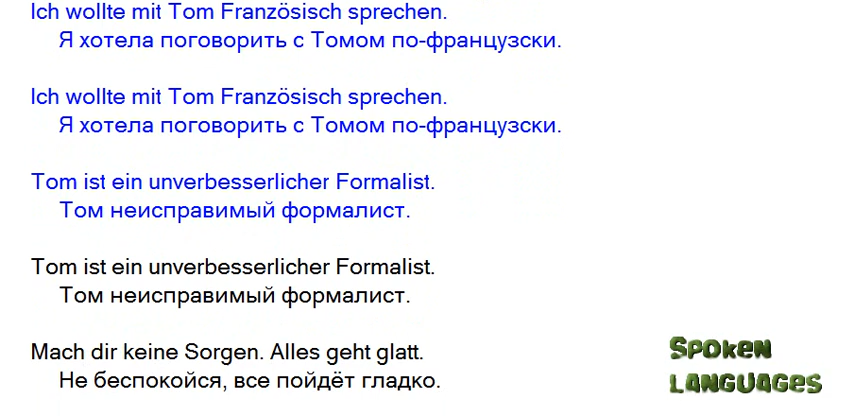 Ich wollte mit Tom Französisch sprechen.
Я хотела поговорить с Томом по-французски.
Ich wollte mit Tom Französisch sprechen.
Я хотела поговорить с Томом по-французски.
Tom ist ein unverbesserlicher Formalist.
Том неисправимый формалист.
Tom ist ein unverbesserlicher Formalist.
Том неисправимый формалист.
Mach dir keine Sorgen. Alles geht glatt.
Не беспокойся, все пойдёт гладко.
Spoken
Languages